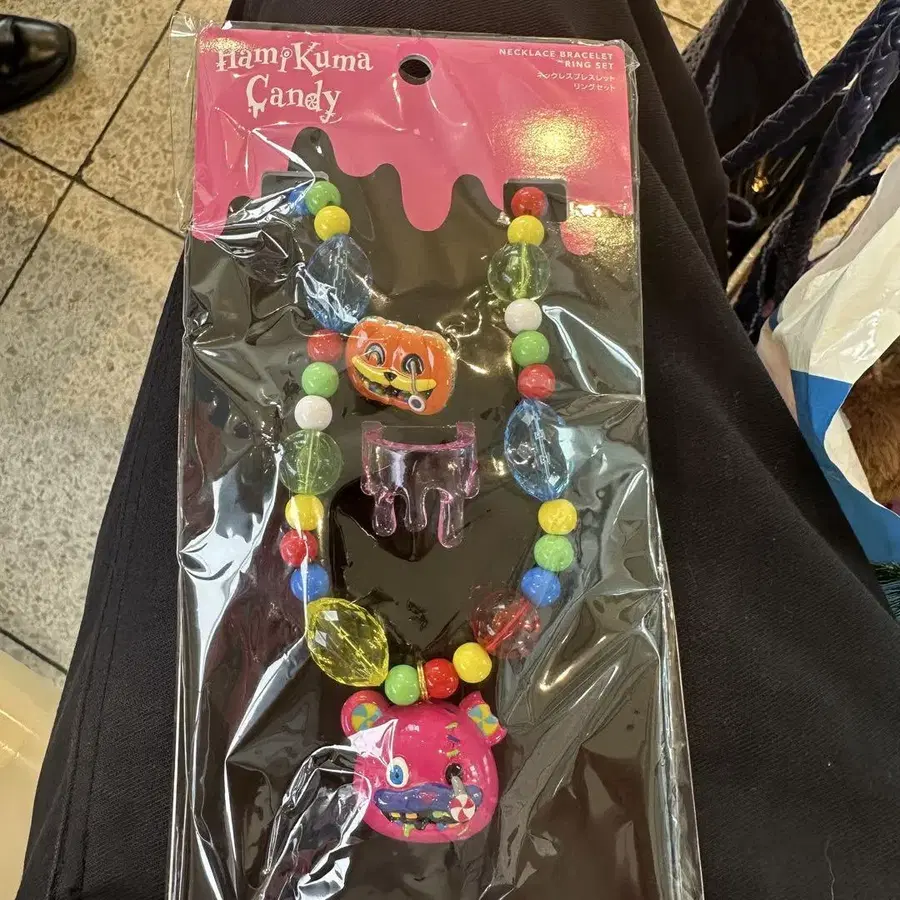 HamiKuma
Candy
NECKLACE BRACELET
RING SET
ネックレスブレスレット
リングセット